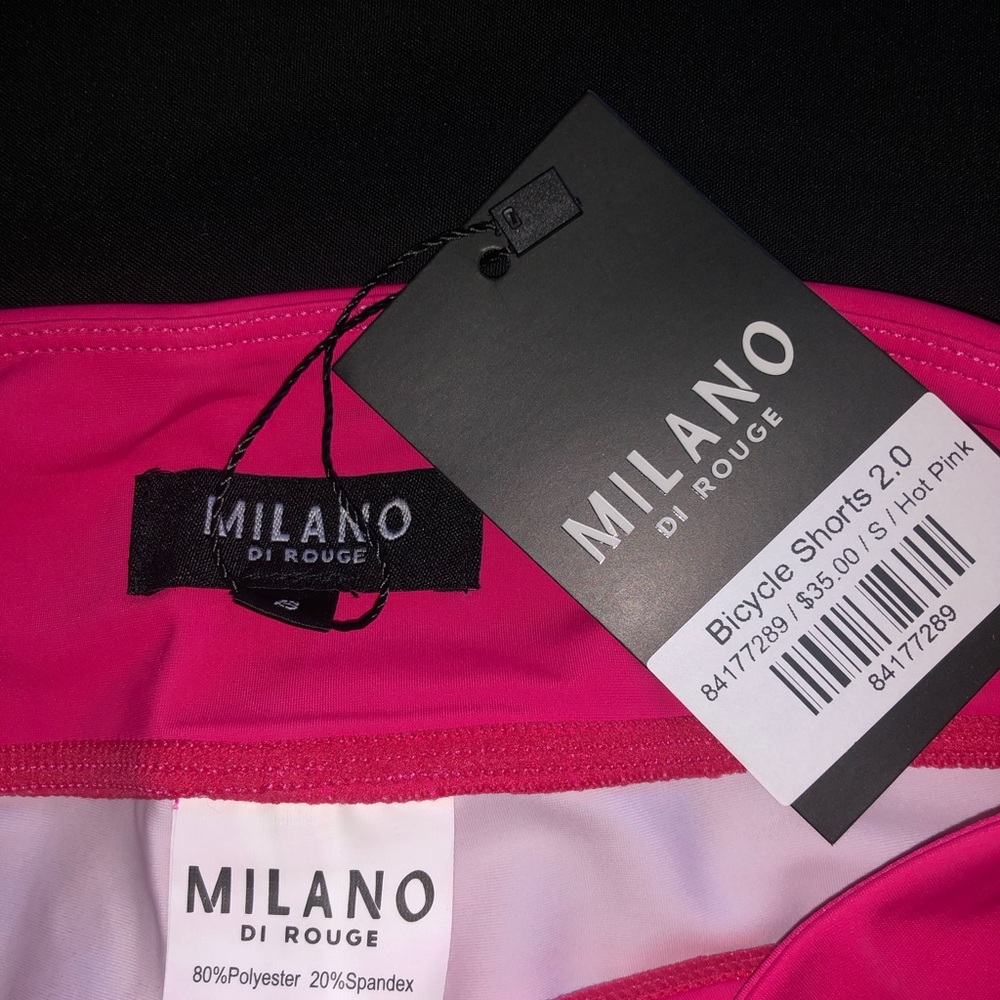 MILANO
DI ROUGE
Bicycle Shorts 2.0
84177289 / $35.00 / S / Hot Pink
84177289
MILANO
DI ROUGE
S
MILANO
DI ROUGE
80%Polyester 20%Spandex